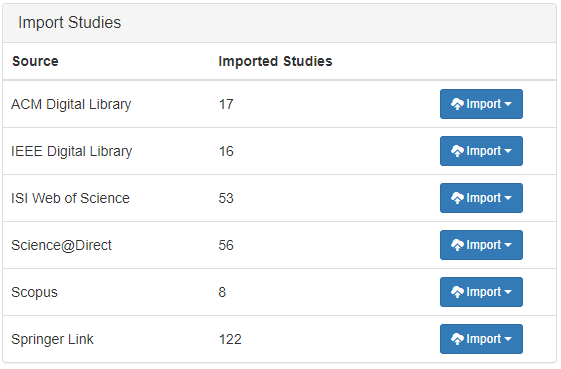 Import Studies
Source Imported Studies
ACM Digital Library 17 Import
IEEE Digital Library 16 Import
ISI Web of Science 53 Import
Science@Direct 56 Import
Scopus 8 Import
Springer Link 122 Import